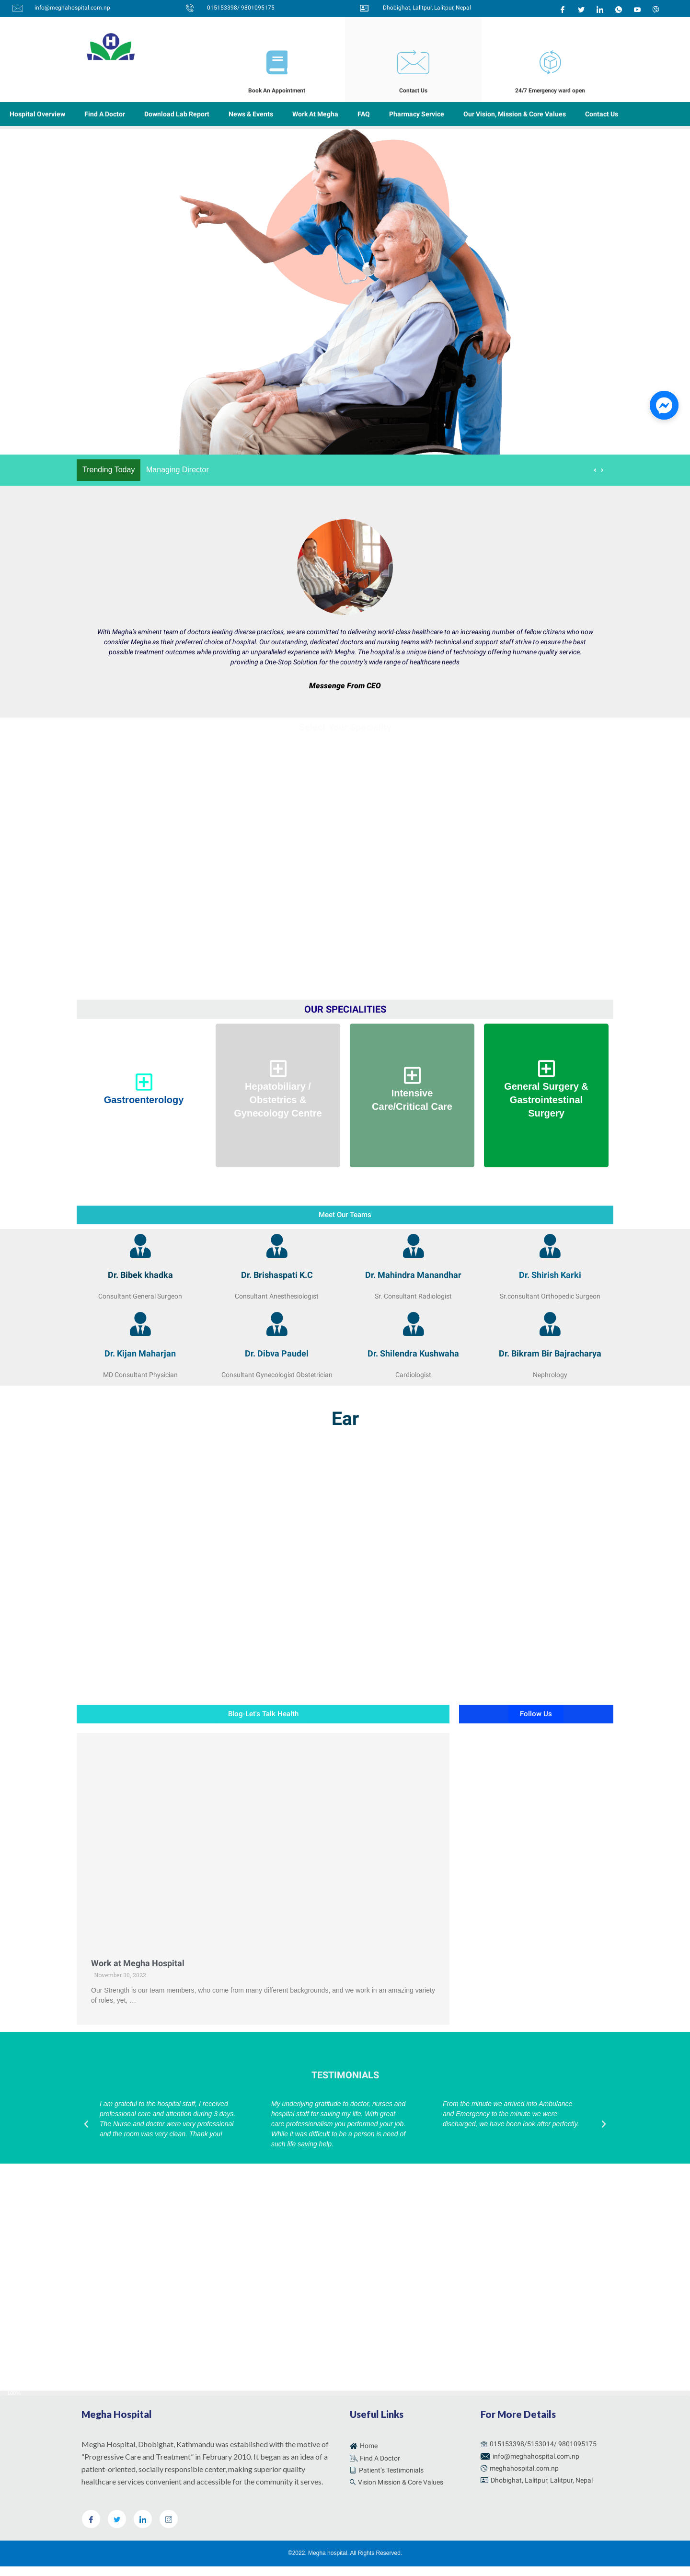 info@meghahospital.com.np
015153398/ 9801095175
Dhobighat, Lalitpur, Lalitpur, Nepal
H
Book An Appointment
Contact Us
24/7 Emergency ward open
Hospital Overview
Find A Doctor
Download Lab Report
News & Events
Work At Megha
FAQ
Pharmacy Service
Our Vision, Mission & Core Values
Contact Us
Trending Today
Managing Director
With Megha's eminent team of doctors leading diverse practices, we are committed to delivering world-class healthcare to an increasing number of fellow citizens who now
consider Megha as their preferred choice of hospital. Our outstanding, dedicated doctors and nursing teams with technical and support staff strive to ensure the best
possible treatment outcomes while providing an unparalleled experience with Megha. The hospital is a unique blend of technology offering humane quality service,
providing a One-Stop Solution for the country's wide range of healthcare needs
Messenge From CEO
OUR SPECIALITIES
Gastroenterology
Hepatobiliary /
Obstetrics &
Gynecology Centre
Intensive
Care/Critical Care
General Surgery &
Gastrointestinal
Surgery
Meet Our Teams
Dr. Bibek khadka
Consultant General Surgeon
Dr. Brishaspati K.C
Consultant Anesthesiologist
Dr. Mahindra Manandhar
Sr. Consultant Radiologist
Dr. Shirish Karki
Sr.consultant Orthopedic Surgeon
Dr. Kijan Maharjan
MD Consultant Physician
Dr. Dibva Paudel
Consultant Gynecologist Obstetrician
Dr. Shilendra Kushwaha
Cardiologist
Dr. Bikram Bir Bajracharya
Nephrology
Ear
Blog-Let's Talk Health
Follow Us
Work at Megha Hospital
November 30, 2022
Our Strength is our team members, who come from many different backgrounds, and we work in an amazing variety
of roles, yet, …
TESTIMONIALS
I am grateful to the hospital staff, I received
professional care and attention during 3 days.
The Nurse and doctor were very professional
and the room was very clean. Thank you!
My underlying gratitude to doctor, nurses and
hospital staff for saving my life. With great
care professionalism you performed your job.
While it was difficult to be a person is need of
such life saving help.
From the minute we arrived into Ambulance
and Emergency to the minute we were
discharged, we have been look after perfectly.
Megha Hospital
Megha Hospital, Dhobighat, Kathmandu was established with the motive of
"Progressive Care and Treatment" in February 2010. It began as an idea of a
patient-oriented, socially responsible center, making superior quality
healthcare services convenient and accessible for the community it serves.
Useful Links
Home
Find A Doctor
Patient's Testimonials
Vision Mission & Core Values
For More Details
015153398/5153014/ 9801095175
info@meghahospital.com.np
meghahospital.com.np
Dhobighat, Lalitpur, Lalitpur, Nepal
©2022. Megha hospital. All Rights Reserved.